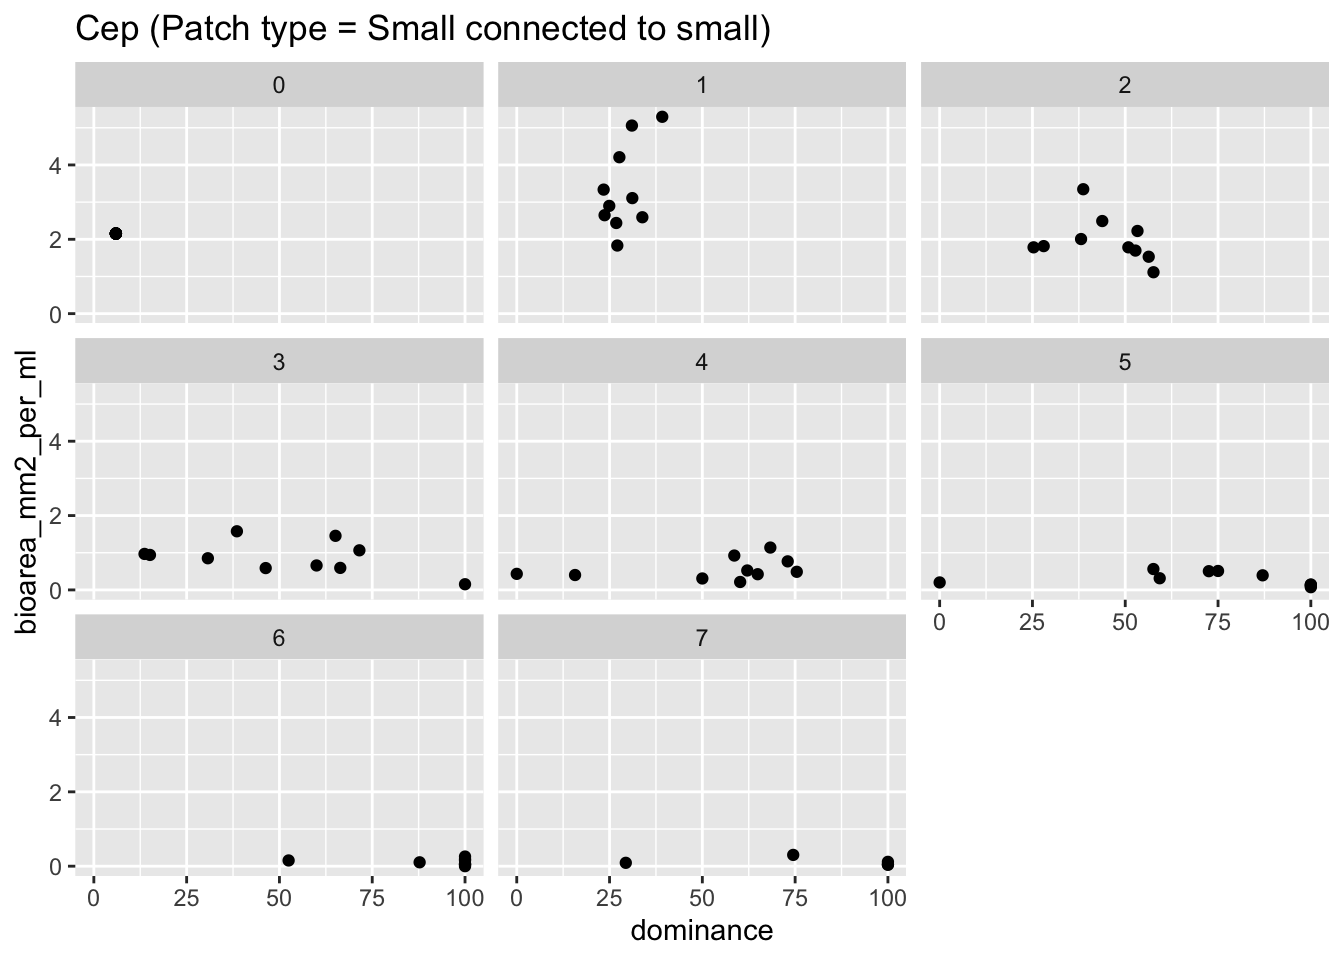 Cep (Patch type = Small connected to small)
0 1 2
4
2
0
3 4 5
4
2
0
0 25 50 75 100
6 7
4
2
0
0 25 50 75 100 0 25 50 75 100
bioarea_mm2_per_ml
dominance